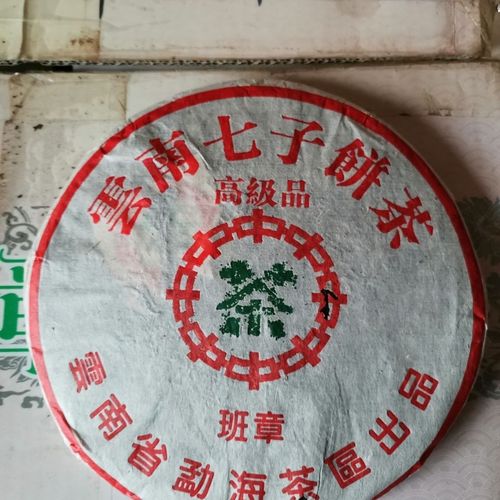 雲南七子餅茶
高級品
中中中中中中中中
茶
班章
雲南省勐海茶區出品